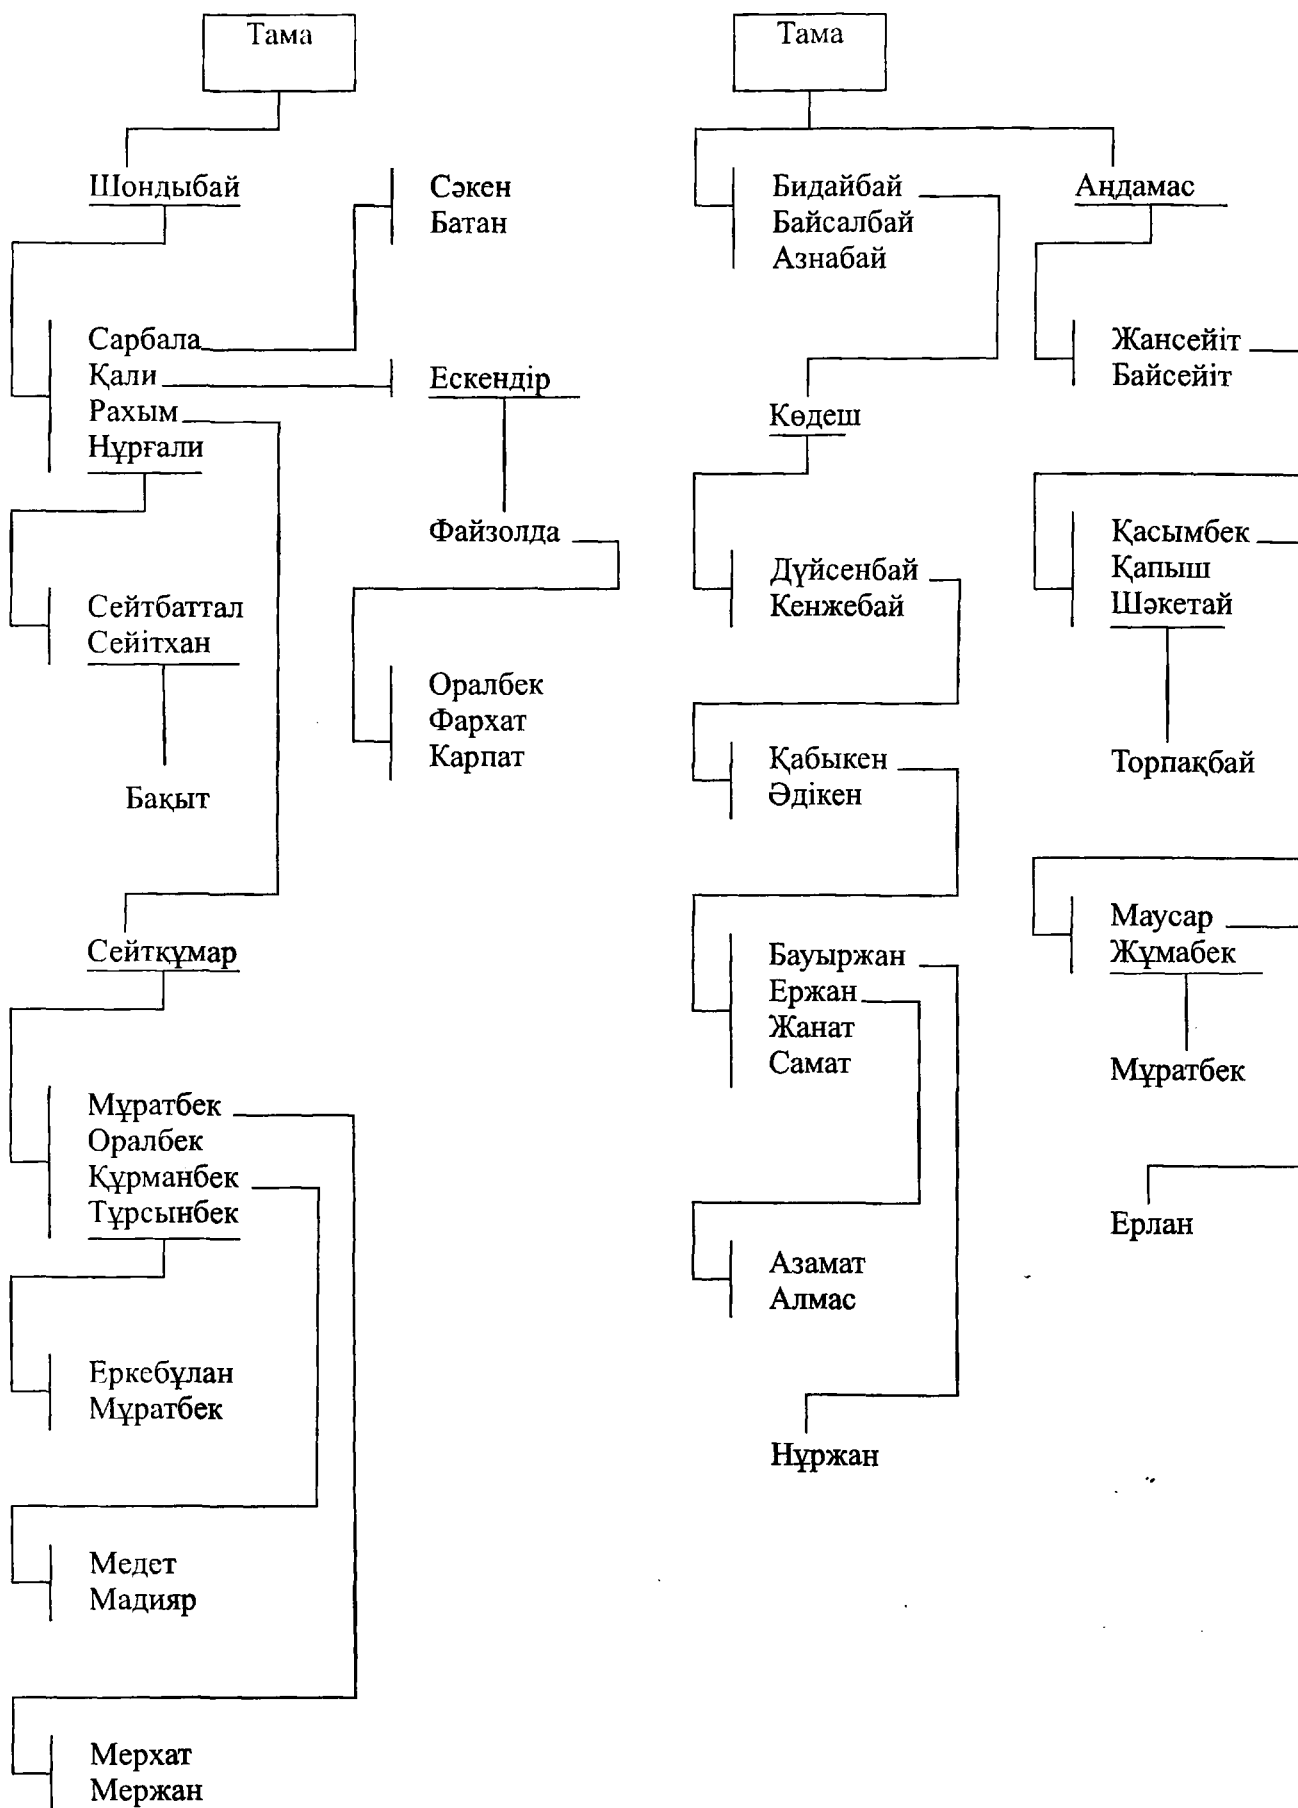 Тама
Шондыбай
Сәкен
Батан
Сарбала
Қали
Рахым
Нұрғали
Ескендір
Файзолда
Сейтбаттал
Сейітхан
Оралбек
Фархат
Карпат
Бақыт
Сейтқұмар
Мұратбек
Оралбек
Құрманбек
Тұрсынбек
Еркебұлан
Мұратбек
Медет
Мадияр
Мерхат
Мержан
Тама
Бидайбай
Байсалбай
Азнабай
Аңдамас
Жансейіт
Байсейіт
Көдеш
Қасымбек
Қапыш
Шәкетай
Дүйсенбай
Кенжебай
Қабыкен
Әдікен
Торпақбай
Маусар
Жұмабек
Бауыржан
Ержан
Жанат
Самат
Мұратбек
Ерлан
Азамат
Алмас
Нұржан